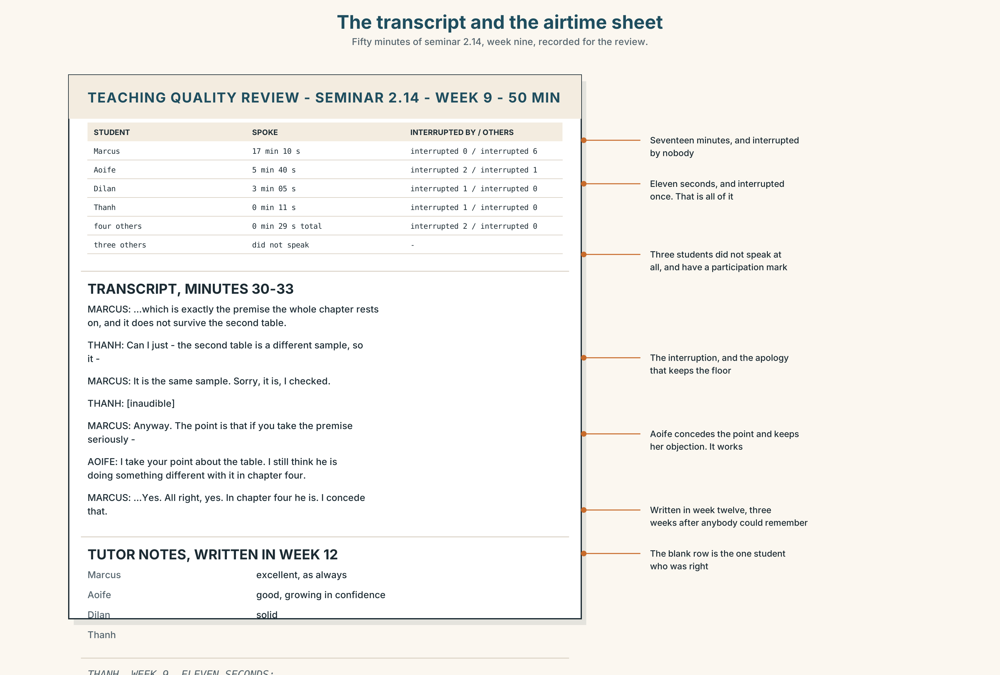 The transcript and the airtime sheet
Fifty minutes of seminar 2.14, week nine, recorded for the review.
TEACHING QUALITY REVIEW - SEMINAR 2.14 - WEEK 9 - 50 MIN
STUDENT SPOKE INTERRUPTED BY / OTHERS
Marcus 17 min 10 s interrupted 0 / interrupted 6
Aoife 5 min 40 s interrupted 2 / interrupted 1
Dilan 3 min 05 s interrupted 1 / interrupted 0
Thanh 0 min 11 s interrupted 1 / interrupted 0
four others 0 min 29 s total interrupted 2 / interrupted 0
three others did not speak -
TRANSCRIPT, MINUTES 30-33
MARCUS: ...which is exactly the premise the whole chapter rests
on, and it does not survive the second table.
THANH: Can I just - the second table is a different sample, so
it -
MARCUS: It is the same sample. Sorry, it is, I checked.
THANH: [inaudible]
MARCUS: Anyway. The point is that if you take the premise
seriously -
AOIFE: I take your point about the table. I still think he is
doing something different with it in chapter four.
MARCUS: ...Yes. All right, yes. In chapter four he is. I concede
that.
TUTOR NOTES, WRITTEN IN WEEK 12
Marcus excellent, as always
Aoife good, growing in confidence
Dilan solid
Thanh
THANH, WEEK 9, ELEVEN SECONDS:
Seventeen minutes, and interrupted
by nobody
Eleven seconds, and interrupted
once. That is all of it
Three students did not speak at
all, and have a participation mark
The interruption, and the apology
that keeps the floor
Aoife concedes the point and keeps
her objection. It works
Written in week twelve, three
weeks after anybody could remember
The blank row is the one student
who was right